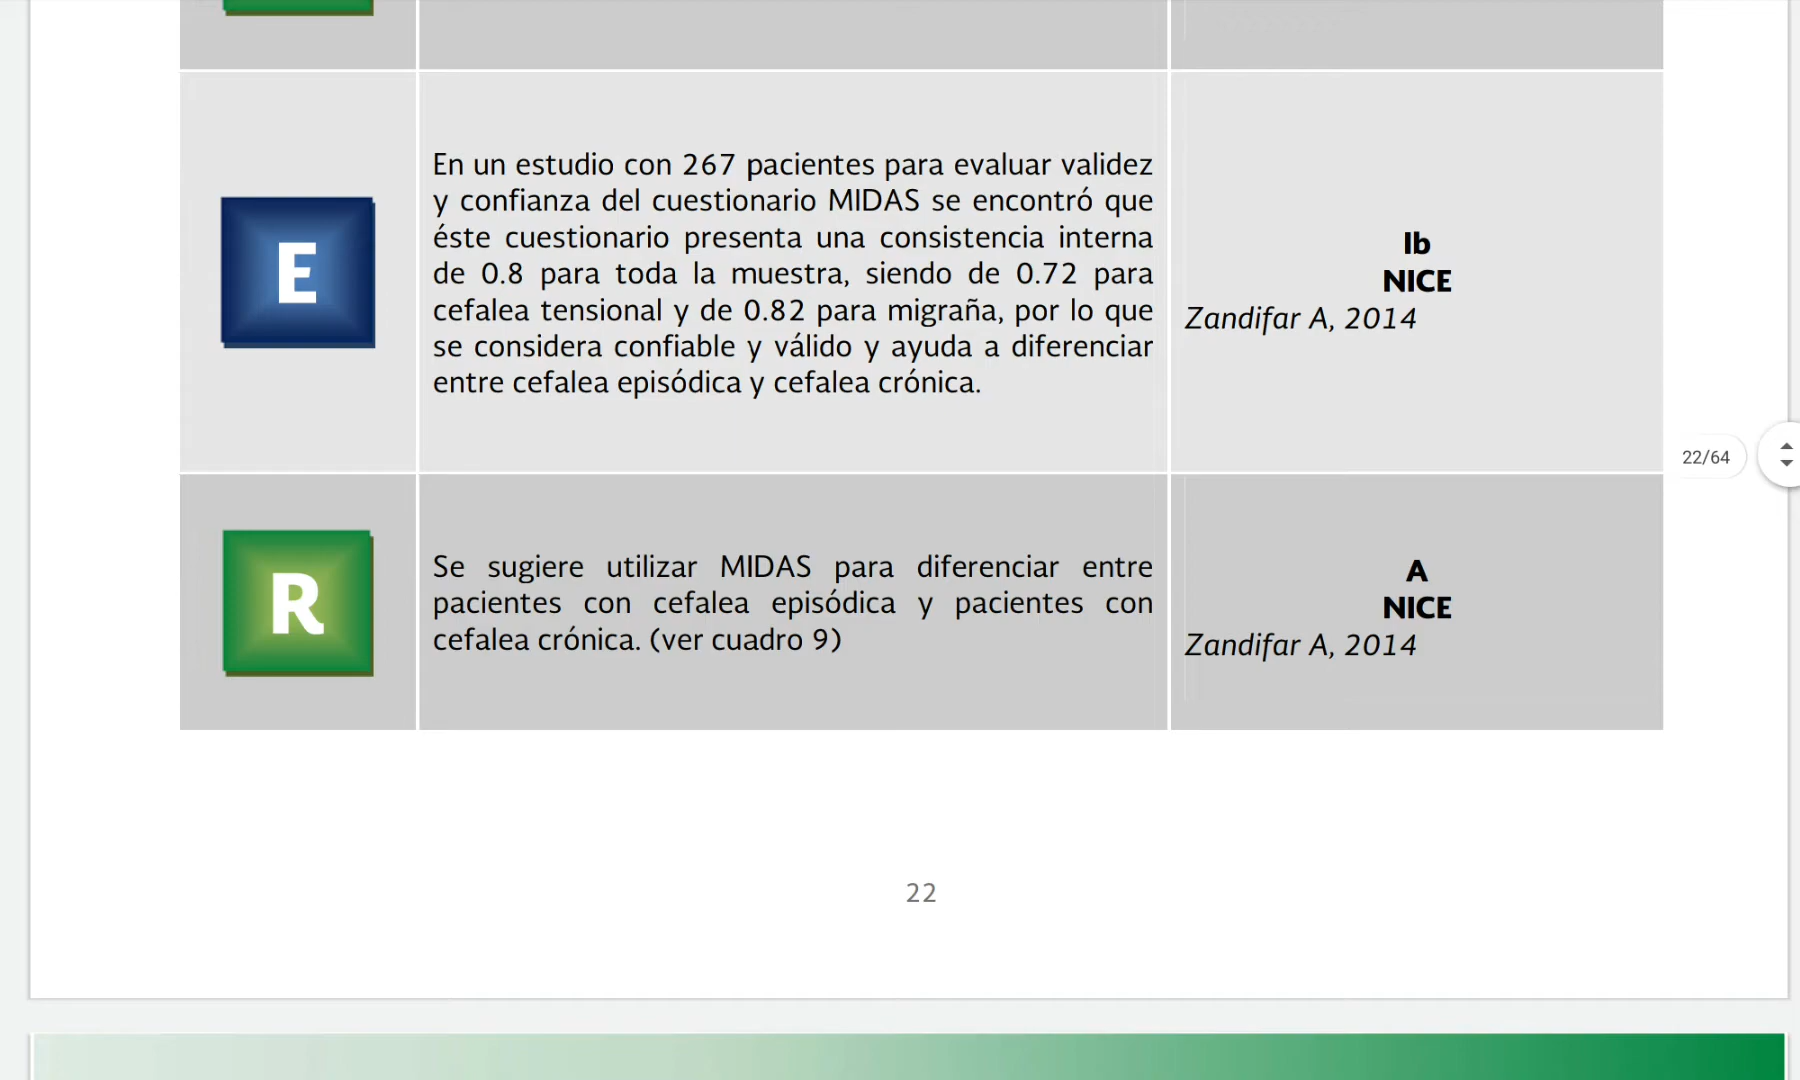 E
En un estudio con 267 pacientes para evaluar validez
y confianza del cuestionario MIDAS se encontró que
éste cuestionario presenta una consistencia interna
de 0.8 para toda la muestra, siendo de 0.72 para
cefalea tensional y de 0.82 para migraña, por lo que
se considera confiable y válido y ayuda a diferenciar
entre cefalea episódica y cefalea crónica.
Ib
NICE
Zandifar A, 2014
22/64
R
Se sugiere utilizar MIDAS para diferenciar entre
pacientes con cefalea episódica y pacientes con
cefalea crónica. (ver cuadro 9)
A
NICE
Zandifar A, 2014
22